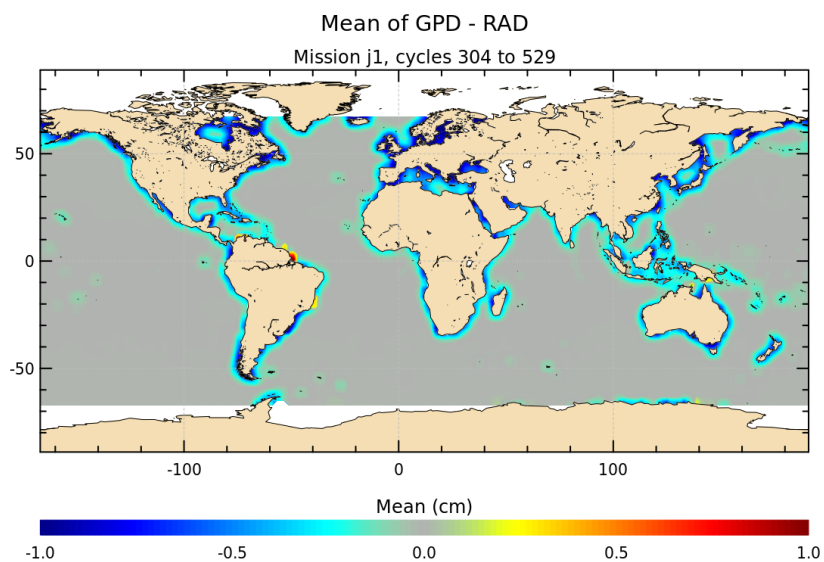 Mean of GPD - RAD
Mission j1, cycles 304 to 529
50
0
-50
-100 0 100
Mean (cm)
-1.0 -0.5 0.0 0.5 1.0